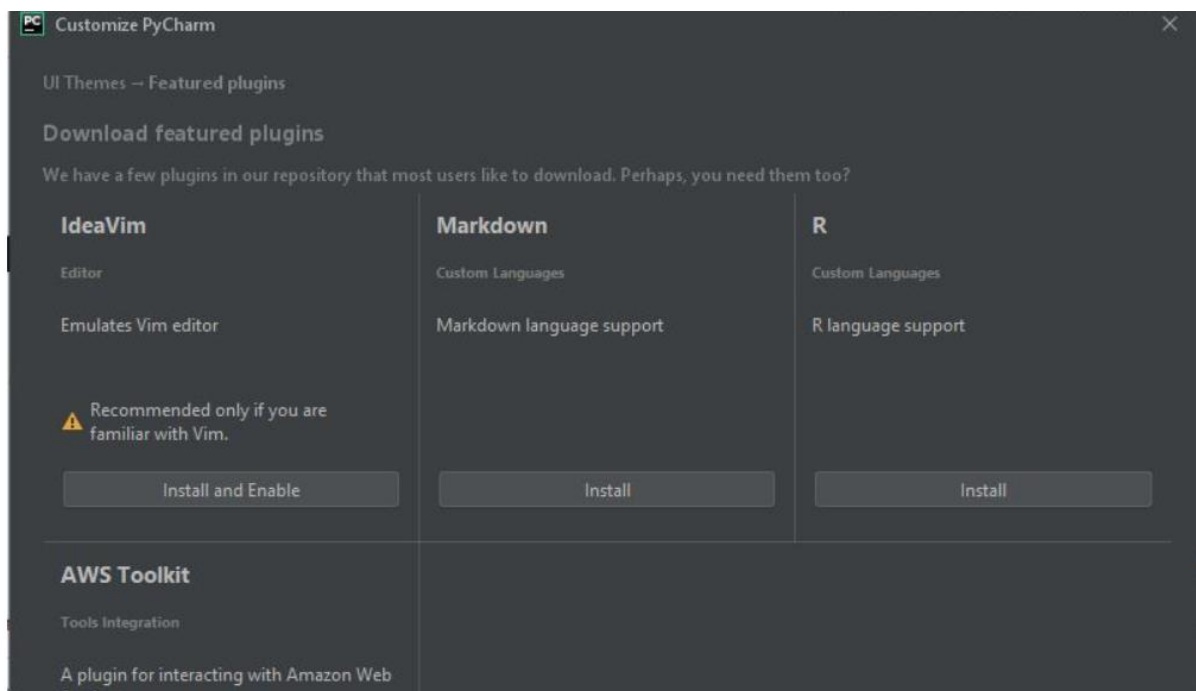 PC Customize PyCharm
UI Themes → Featured plugins
Download featured plugins
We have a few plugins in our repository that most users like to download. Perhaps, you need them too?
IdeaVim
Editor
Emulates Vim editor
Recommended only if you are
familiar with Vim.
Install and Enable
Markdown
Custom Languages
Markdown language support
Install
R
Custom Languages
R language support
Install
AWS Toolkit
Tools Integration
A plugin for interacting with Amazon Web